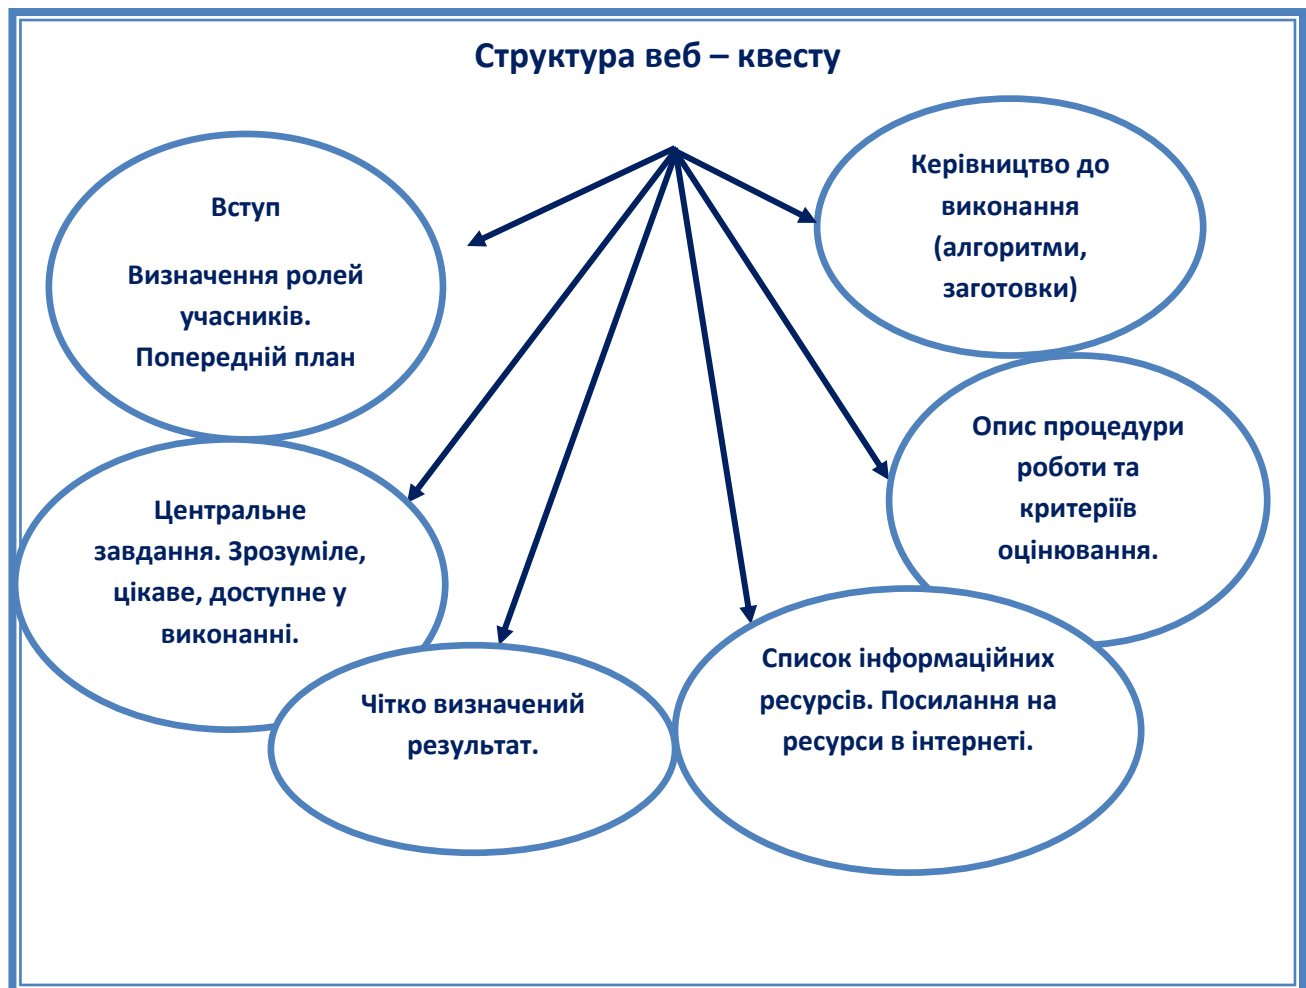 Структура веб – квесту
Вступ
Визначення ролей
учасників.
Попередній план
Центральне
завдання. Зрозуміле,
цікаве, доступне у
виконанні.
Чітко визначений
результат.
Список інформаційних
ресурсів. Посилання на
ресурси в інтернеті.
Опис процедури
роботи та
критеріїв
оцінювання.
Керівництво до
виконання
(алгоритми,
заготовки)